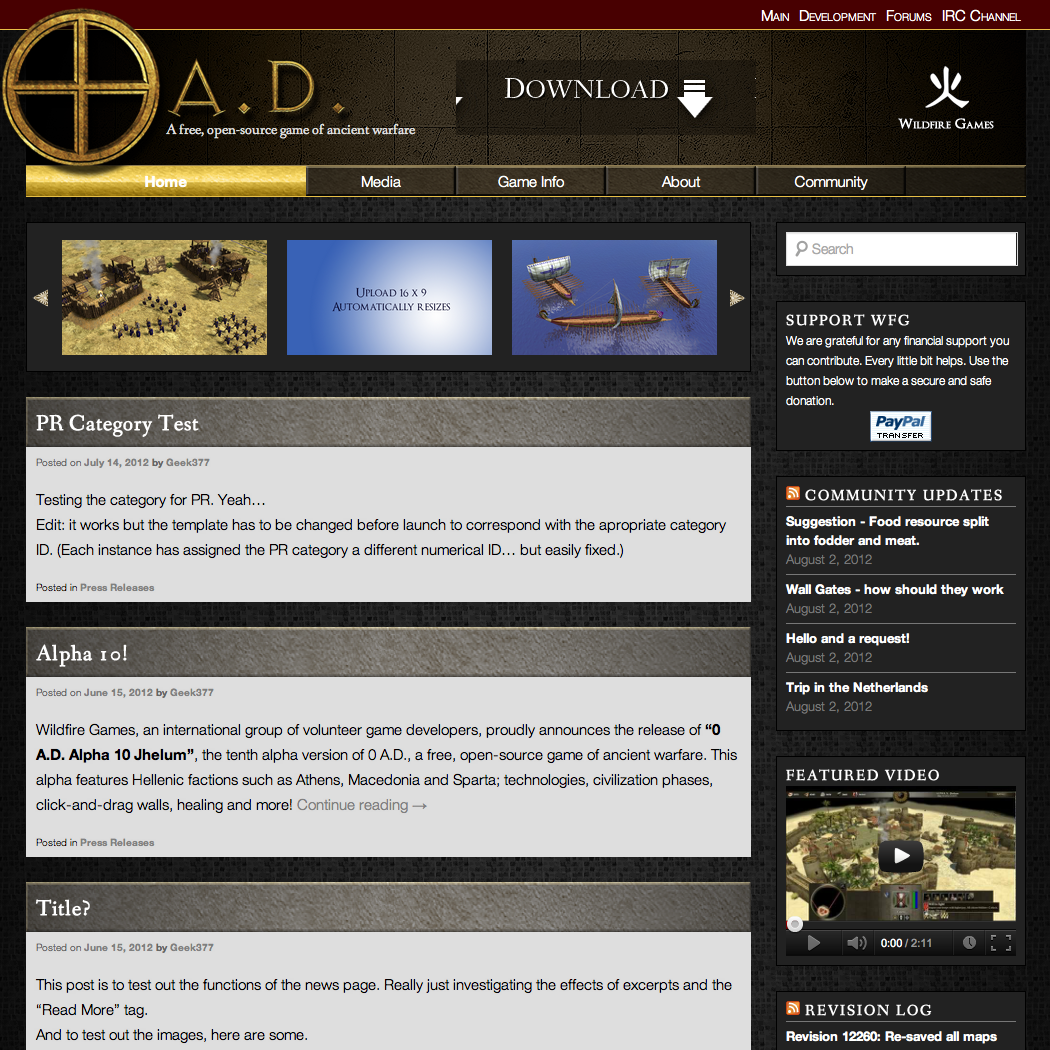 Main Development Forums IRC Channel
A.D.
A free, open-source game of ancient warfare
Download
Wildfire Games
Home Media Game Info About Community
Upload 16 x 9
Automatically resizes
Search
SUPPORT WFG
We are grateful for any financial support you
can contribute. Every little bit helps. Use the
button below to make a secure and safe
donation.
PayPal
TRANSFER
PR Category Test
Posted on July 14, 2012 by Geek377
Testing the category for PR. Yeah…
Edit: it works but the template has to be changed before launch to correspond with the apropriate category
ID. (Each instance has assigned the PR category a different numerical ID… but easily fixed.)
Posted in Press Releases
COMMUNITY UPDATES
Suggestion - Food resource split
into fodder and meat.
August 2, 2012
Wall Gates - how should they work
August 2, 2012
Hello and a request!
August 2, 2012
Trip in the Netherlands
August 2, 2012
Alpha 10!
Posted on June 15, 2012 by Geek377
Wildfire Games, an international group of volunteer game developers, proudly announces the release of “0
A.D. Alpha 10 Jhelum”, the tenth alpha version of 0 A.D., a free, open-source game of ancient warfare. This
alpha features Hellenic factions such as Athens, Macedonia and Sparta; technologies, civilization phases,
click-and-drag walls, healing and more! Continue reading →
Posted in Press Releases
FEATURED VIDEO
0:00 / 2:11
Title?
Posted on June 15, 2012 by Geek377
This post is to test out the functions of the news page. Really just investigating the effects of excerpts and the
“Read More” tag.
And to test out the images, here are some.
REVISION LOG
Revision 12260: Re-saved all maps